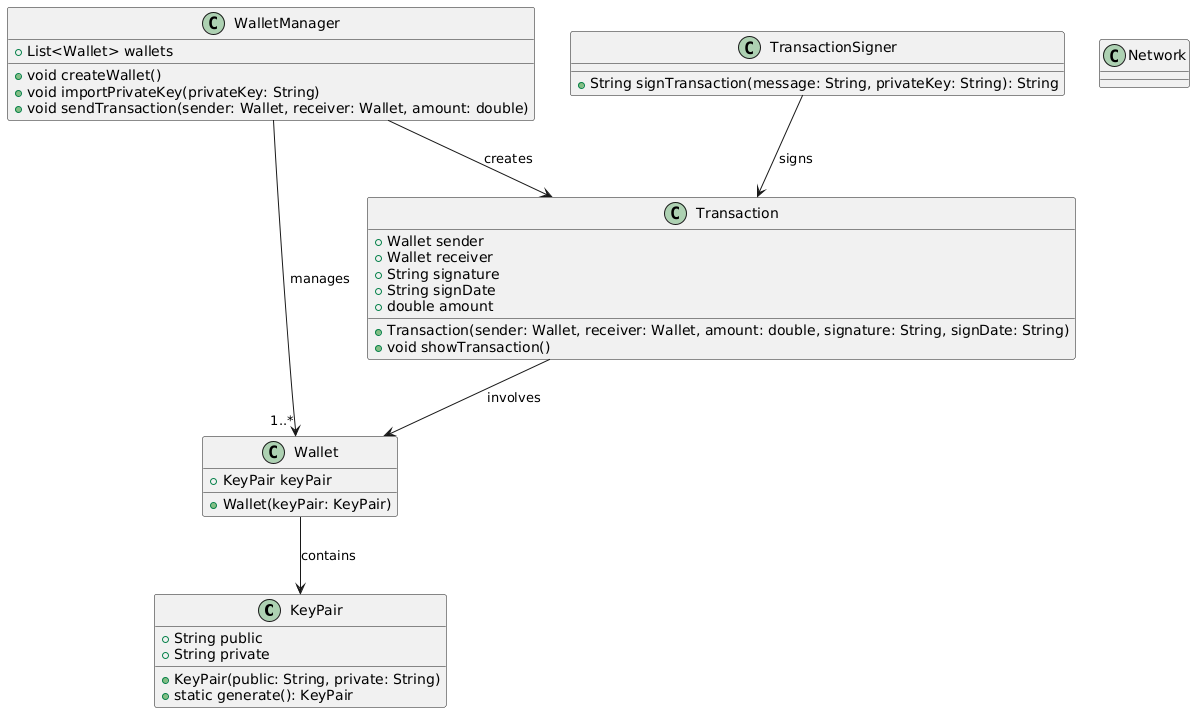 C WalletManager
List<Wallet> wallets
void createWallet()
void importPrivateKey(privateKey: String)
void sendTransaction(sender: Wallet, receiver: Wallet, amount: double)
C TransactionSigner
String signTransaction(message: String, privateKey: String): String
C Network
creates
signs
manages
1..*
C Transaction
Wallet sender
Wallet receiver
String signature
String signDate
double amount
Transaction(sender: Wallet, receiver: Wallet, amount: double, signature: String, signDate: String)
void showTransaction()
involves
C Wallet
KeyPair keyPair
Wallet(keyPair: KeyPair)
contains
C KeyPair
String public
String private
KeyPair(public: String, private: String)
static generate(): KeyPair